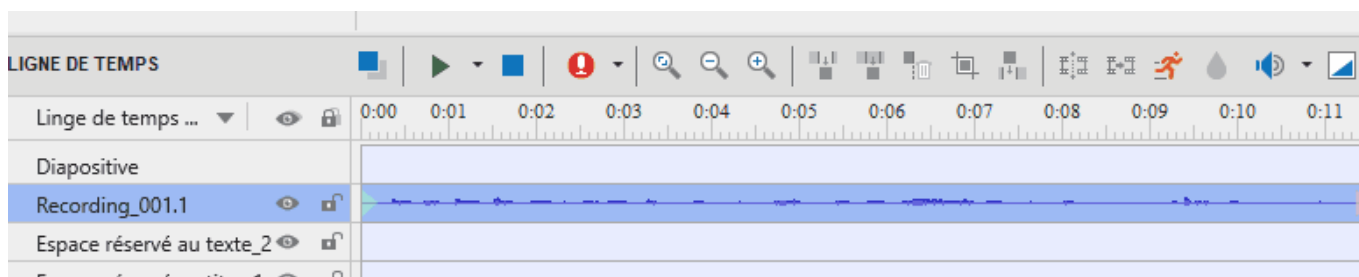 LIGNE DE TEMPS
Linge de temps ... 0:00 0:01 0:02 0:03 0:04 0:05 0:06 0:07 0:08 0:09 0:10 0:11
Diapositive
Recording_001.1
Espace réservé au texte_2